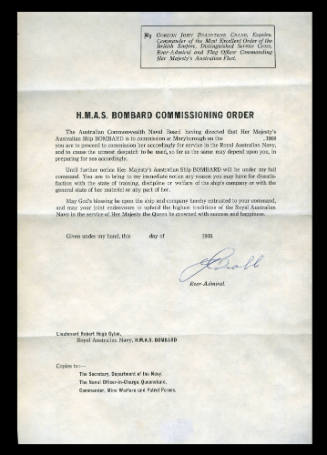 By GORDON JOHN BRANSTONE CRABB, Esquire,
Commander of the Most Excellent Order of the
British Empire, Distinguished Service Cross,
Rear-Admiral and Flag Officer Commanding
Her Majesty's Australian Fleet.
H.M.A.S. BOMBARD COMMISSIONING ORDER
The Australian Commonwealth Naval Board having directed that Her Majesty's
Australian Ship BOMBARD is to commission at Maryborough on the , 1968
you are to proceed to commission her accordingly for service in the Royal Australian Navy,
and to cause the utmost despatch to be used, so far as the same may depend upon you, in
preparing for sea accordingly.
Until further notice Her Majesty's Australian Ship BOMBARD will be under my full
command. You are to bring to my immediate notice any reason you may have for dissatis-
faction with the state of training, discipline or welfare of the ship's company or with the
general state of her materiel or any part of her.
May God's blessing be upon the ship and company hereby entrusted to your command,
and may your joint endeavours to uphold the highest traditions of the Royal Australian
Navy in the service of Her Majesty the Queen be crowned with success and happiness.
Given under my hand, this day of 1968
Rear-Admiral.
Lieutenant Robert Hugh
Royal Australian Navy, H.M.A.S. BOMBARD
Copies to:—
The Secretary, Department of the Navy.
The Naval Officer-in-Charge, Queensland.
Commander, Mine Warfare and Patrol Forces.